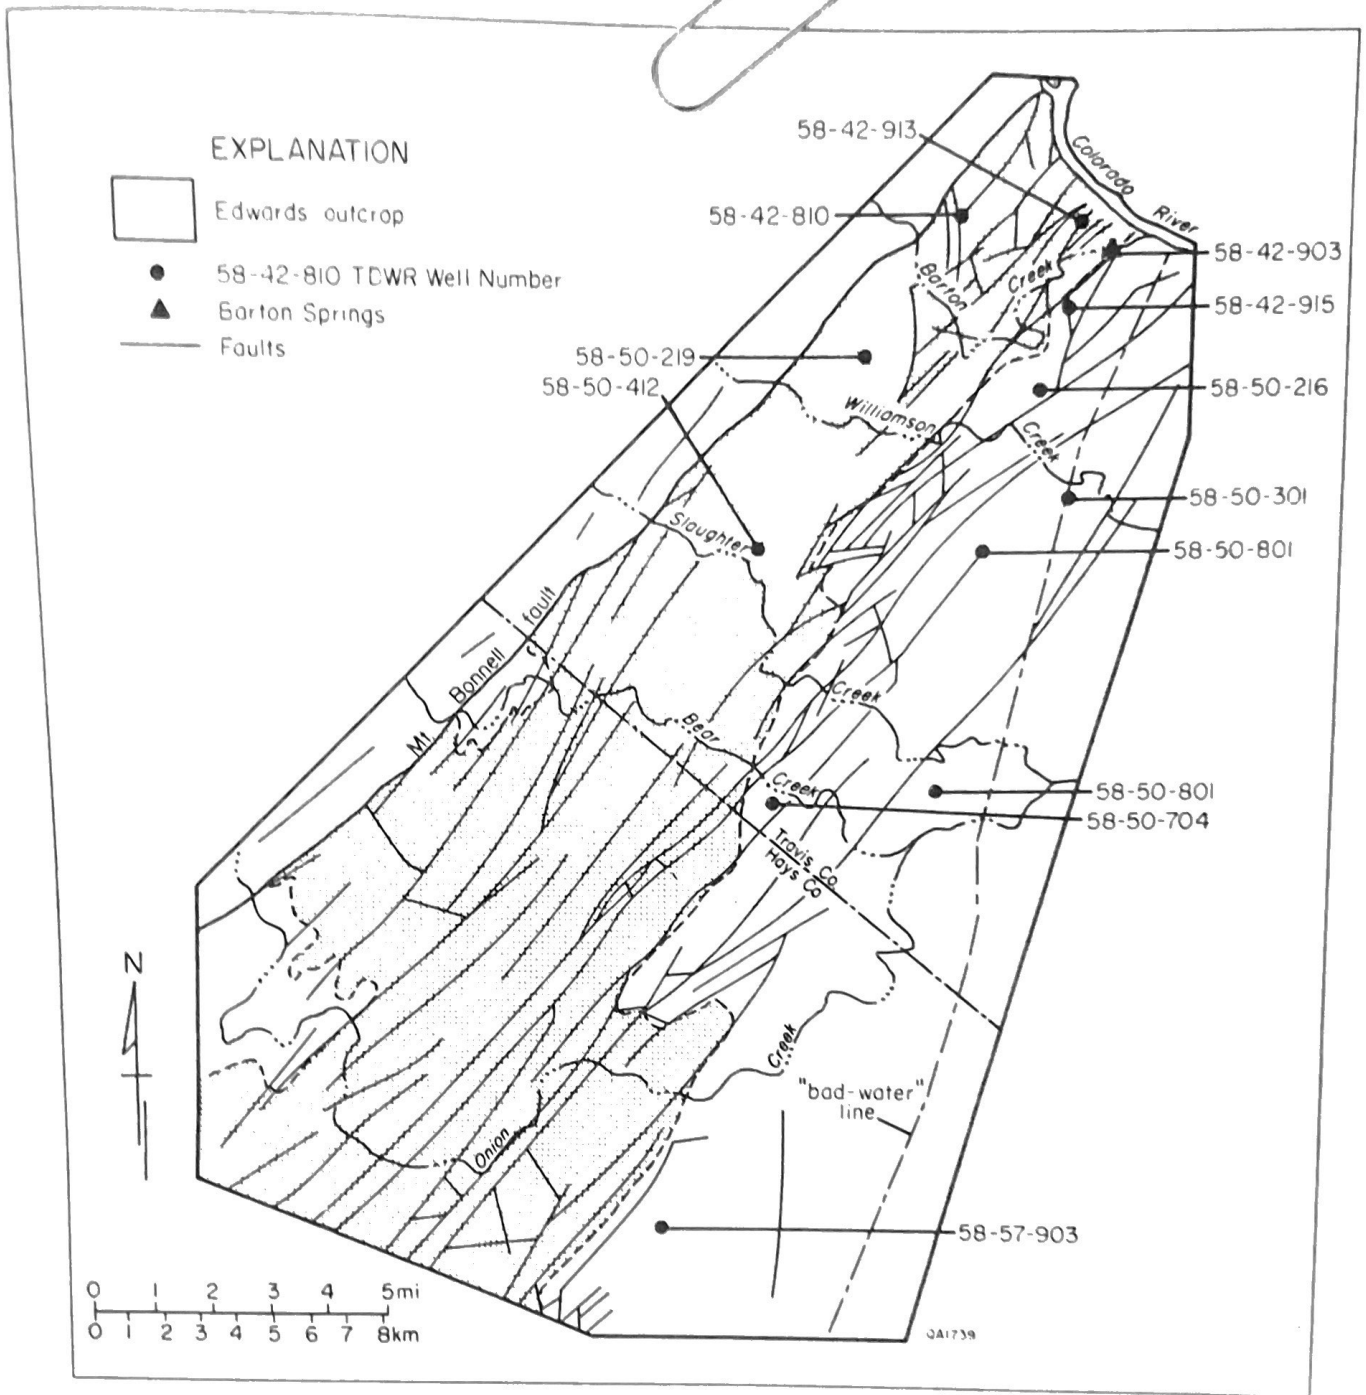 EXPLANATION
Edwards outcrop
58-42-810 TDWR Well Number
Barton Springs
Faults
58-42-913
58-42-810
58-50-219
58-50-412
Colorado
River
58-42-903
58-42-915
58-50-216
58-50-301
58-50-801
Barton
Creek
Williamson
Creek
Slaughter
Creek
Mt. Bonnell fault
Bear
Creek
58-50-801
58-50-704
Travis Co.
Hays Co
N
Onion
Creek
"bad-water"
line
58-57-903
0 1 2 3 4 5mi
0 1 2 3 4 5 6 7 8km
QA1739